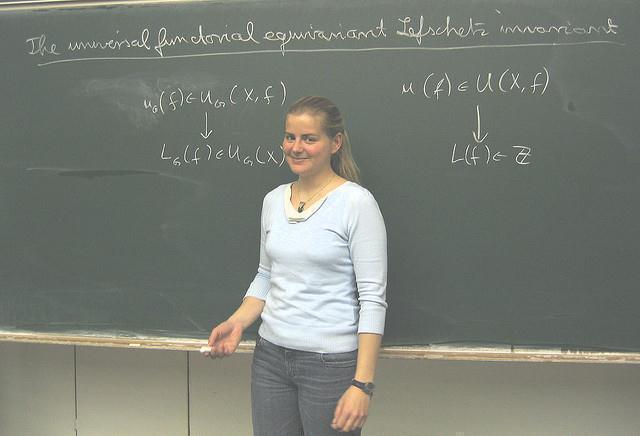 The universal functorial equivariant Lefschetz invariant
u_G(f) ∈ U_G(X, f)
↓
L_G(f) ∈ U_G(X)
u(f) ∈ U(X, f)
↓
L(f) ∈ ℤ